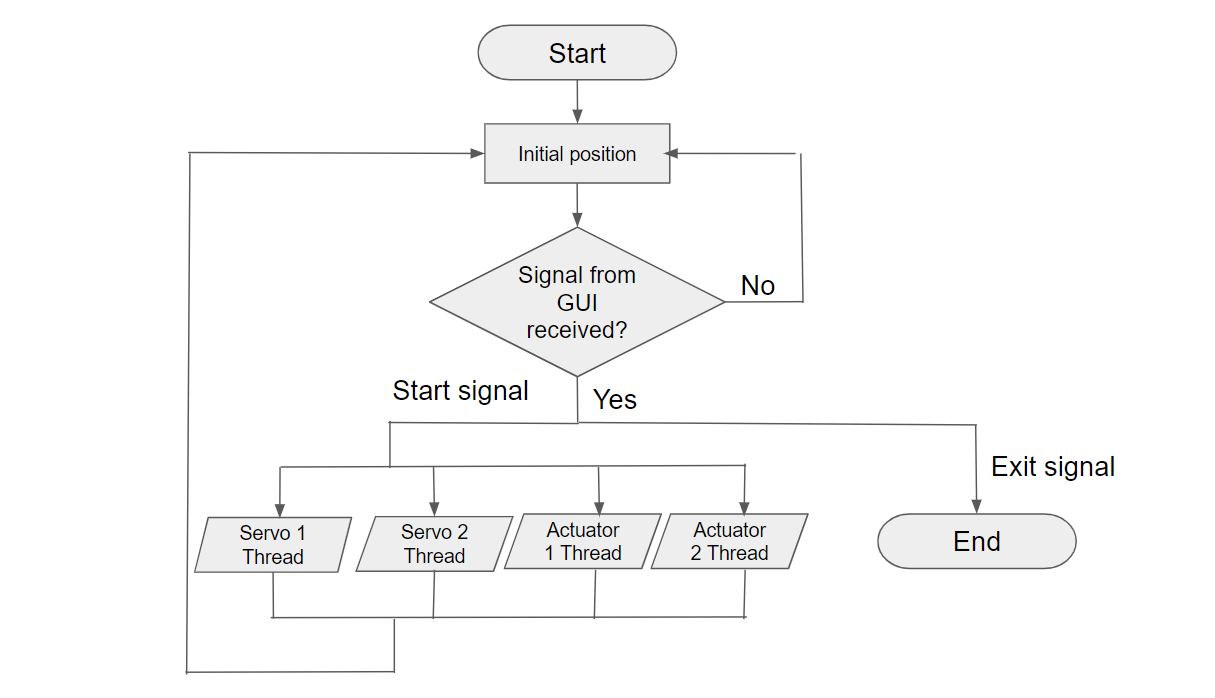 Start
Initial position
Signal from
GUI
received?
No
Start signal
Yes
Exit signal
Servo 1
Thread
Servo 2
Thread
Actuator
1 Thread
Actuator
2 Thread
End